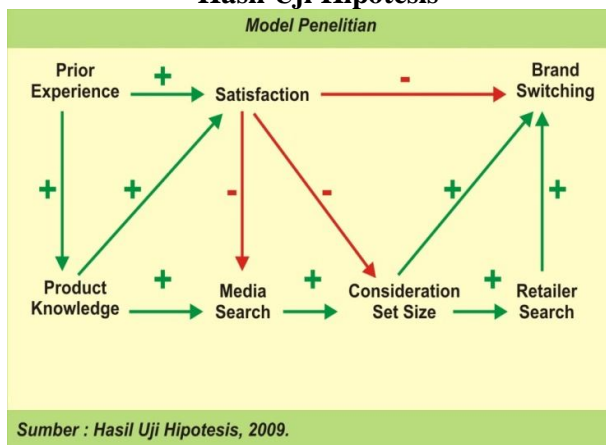 Hasil Uji Hipotesis
Model Penelitian
Prior
Experience
+
Satisfaction
-
Brand
Switching
+
+
-
-
+
+
Product
Knowledge
+
Media
Search
+
Consideration
Set Size
+
Retailer
Search
Sumber : Hasil Uji Hipotesis, 2009.